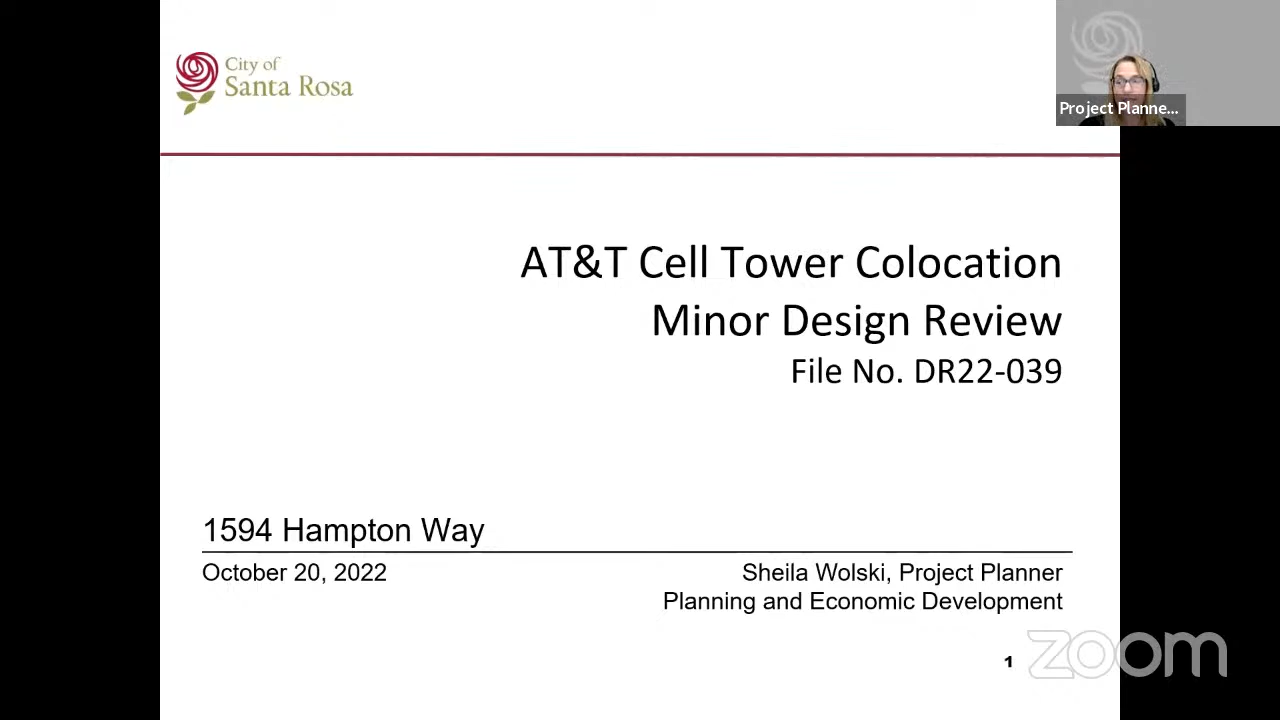 City of
Santa Rosa
Project Planne...
AT&T Cell Tower Colocation
Minor Design Review
File No. DR22-039
1594 Hampton Way
October 20, 2022
Sheila Wolski, Project Planner
Planning and Economic Development
1
zoom